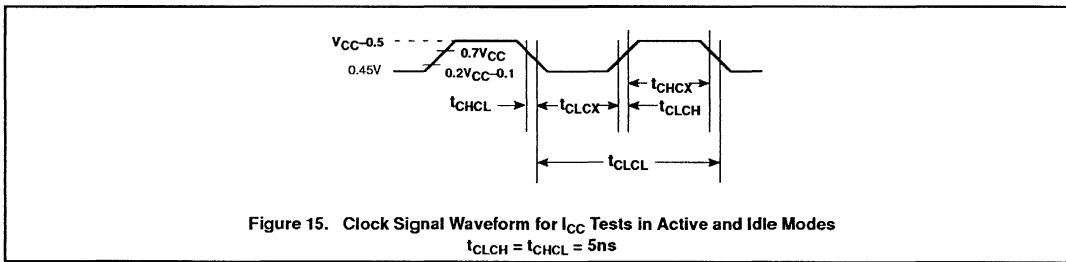 VCC–0.5
0.7VCC
0.45V
0.2VCC–0.1
tCHCX
tCHCL
tCLCX
tCLCH
tCLCL
Figure 15. Clock Signal Waveform for ICC Tests in Active and Idle Modes
tCLCH = tCHCL = 5ns